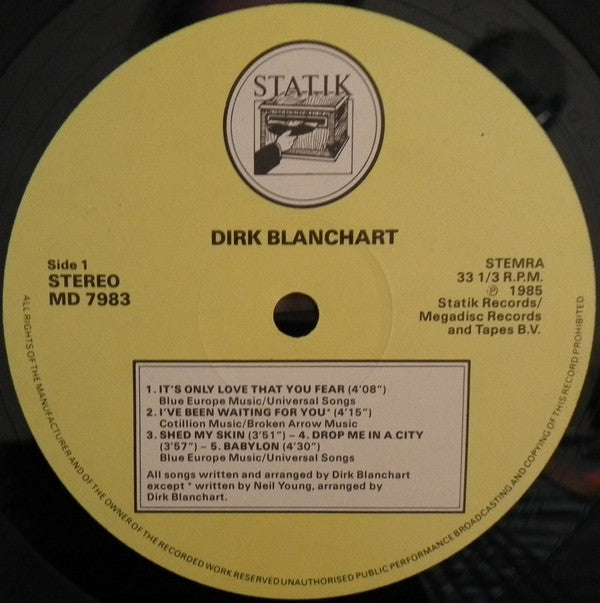 STATIK
DIRK BLANCHART
Side 1
STEREO
MD 7983
STEMRA
33 1/3 R.P.M.
℗ 1985
Statik Records/
Megadisc Records
and Tapes B.V.
1. IT'S ONLY LOVE THAT YOU FEAR (4'08")
Blue Europe Music/Universal Songs
2. I'VE BEEN WAITING FOR YOU* (4'15")
Cotillion Music/Broken Arrow Music
3. SHED MY SKIN (3'51") – 4. DROP ME IN A.CITY
(3'57") – 5. BABYLON (4'30")
Blue Europe Music/Universal Songs
All songs written and arranged by Dirk Blanchart
except * written by Neil Young, arranged by
Dirk Blanchart.
ALL RIGHTS OF THE MANUFACTURER AND OF THE OWNER OF THE RECORDED WORK RESERVED UNAUTHORISED PUBLIC PERFORMANCE BROADCASTING AND COPYING OF THIS RECORD PROHIBITED